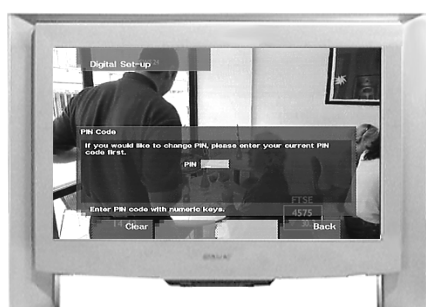 Digital Set-up
PIN Code
If you would like to change PIN, please enter your current PIN
code first.
PIN
FTSE
4575
Enter PIN code with numeric keys.
Clear
Back